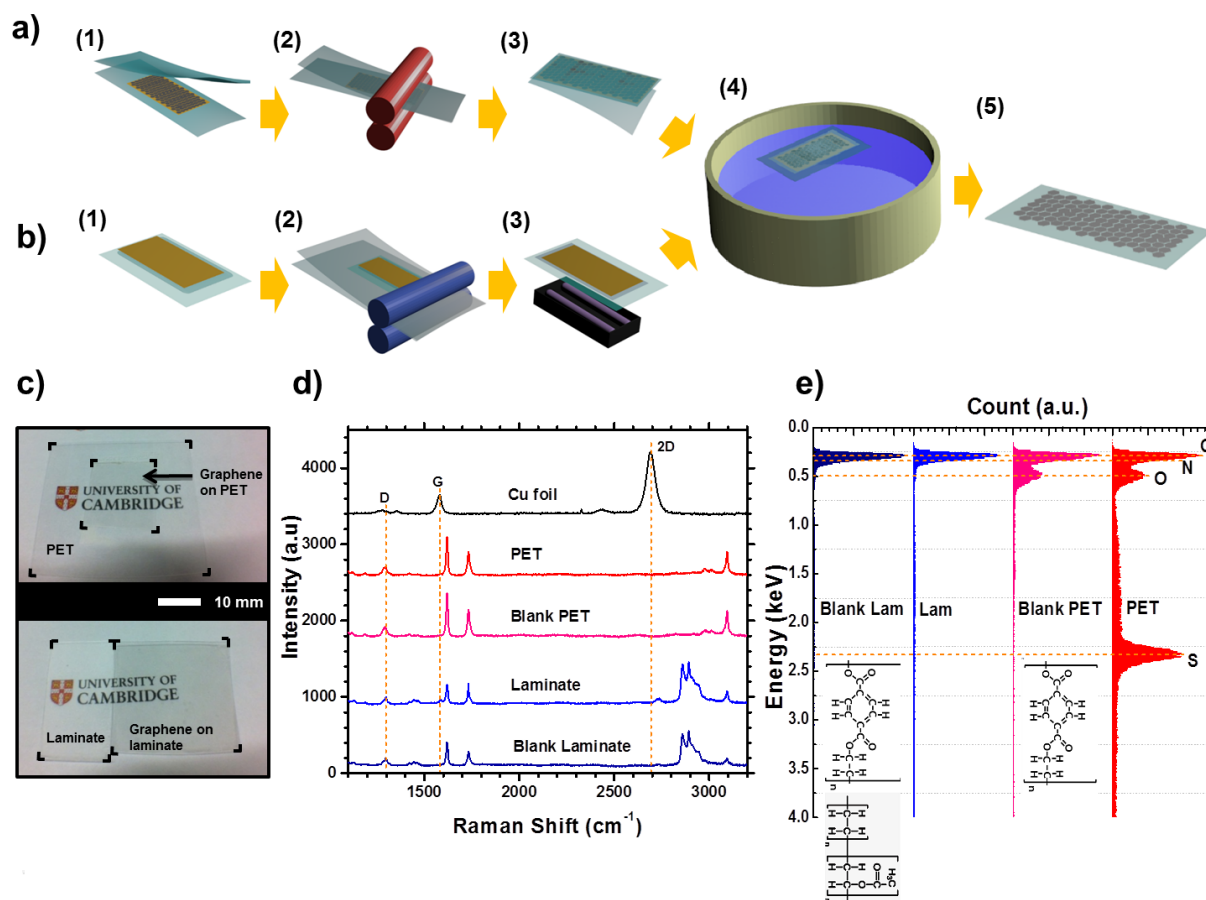 a)
(1)
(2)
(3)
(4)
(5)
b)
(1)
(2)
(3)
c)
Graphene
on PET
UNIVERSITY OF
CAMBRIDGE
PET
10 mm
UNIVERSITY OF
CAMBRIDGE
Laminate
Graphene on
laminate
d)
Intensity (a.u)
4000
3000
2000
1000
0
D
G
2D
Cu foil
PET
Blank PET
Laminate
Blank Laminate
1500
2000
2500
3000
Raman Shift (cm⁻¹)
e)
Count (a.u.)
Energy (keV)
0.0
0.5
1.0
1.5
2.0
2.5
3.0
3.5
4.0
C
N
O
S
Blank Lam
Lam
Blank PET
PET